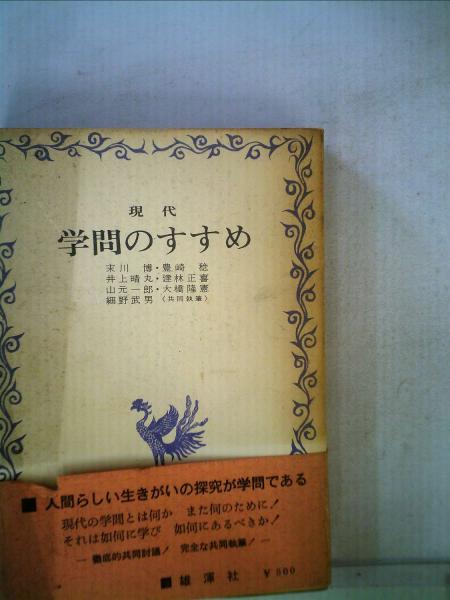 現代
学問のすすめ
末川 博・豊崎 稔
井上晴丸・建林正喜
山元一郎・大橋隆憲
細野武男(共同執筆)
■ 人間らしい生きがいの探究が学問である
現代の学問とは何か また何のために!
それは如何に学び 如何にあるべきか!
— 徹底的共同討議! 完全な共同執筆! —
■ 雄渾社 ¥800